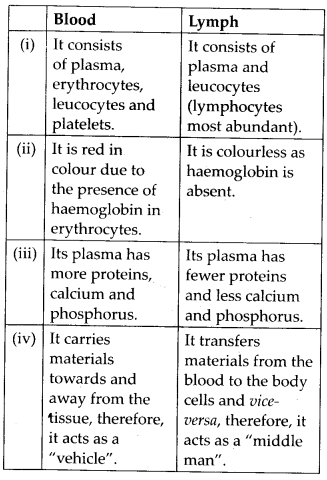 Blood Lymph
(i) It consists of plasma, erythrocytes, leucocytes and platelets.
It consists of plasma and leucocytes (lymphocytes most abundant).
(ii) It is red in colour due to the presence of haemoglobin in erythrocytes.
It is colourless as haemoglobin is absent.
(iii) Its plasma has more proteins, calcium and phosphorus.
Its plasma has fewer proteins and less calcium and phosphorus.
(iv) It carries materials towards and away from the tissue, therefore, it acts as a “vehicle”.
It transfers materials from the blood to the body cells and vice-versa, therefore, it acts as a “middle man”.